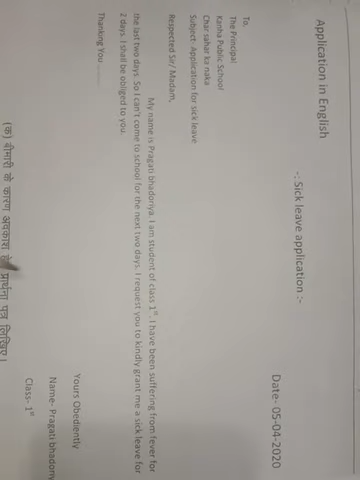 Application in English
-: Sick leave application :-
Date- 05-04-2020
To,
The Principal
Kanha Public School
Char sahar ka naka
Subject: Application for sick leave
Respected Sir/ Madam,
My name is Pragati bhadoriya. I am student of class 1st. I have been suffering from fever for
the last two days. So I can't come to school for the next two days. I request you to kindly grant me a sick leave for
2 days. I shall be obliged to you.
Thanking You ..........
Yours Obediently
Name- Pragati bhadoriy
Class- 1st
(क) बीमारी के कारण अवकाश हेतु प्रार्थना पत्र लिखिए।